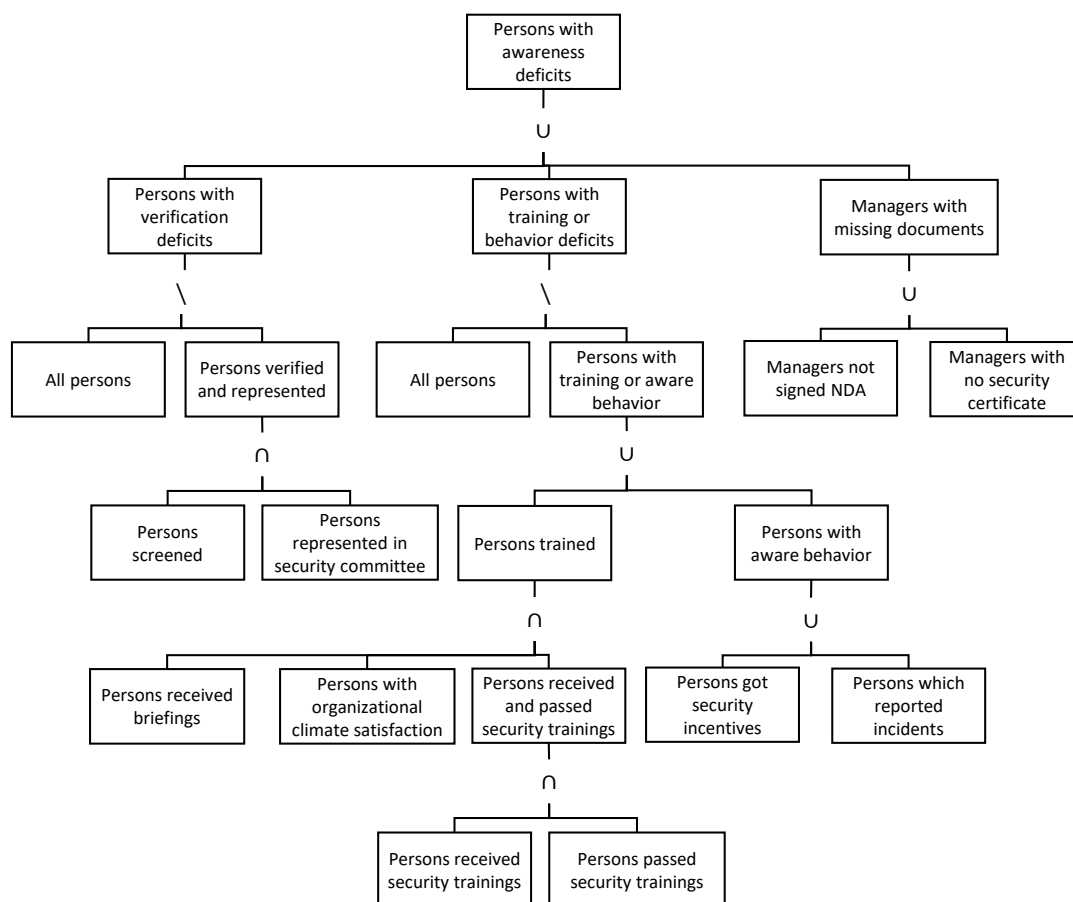 Persons with
awareness
deficits
∪
Persons with
verification
deficits
Persons with
training or
behavior deficits
Managers with
missing documents
\
\
∪
All persons
Persons verified
and represented
All persons
Persons with
training or aware
behavior
Managers not
signed NDA
Managers with
no security
certificate
∩
∪
Persons
screened
Persons
represented in
security committee
Persons trained
Persons with
aware behavior
∩
∪
Persons received
briefings
Persons with
organizational
climate satisfaction
Persons received
and passed
security trainings
Persons got
security
incentives
Persons which
reported
incidents
∩
Persons received
security trainings
Persons passed
security trainings